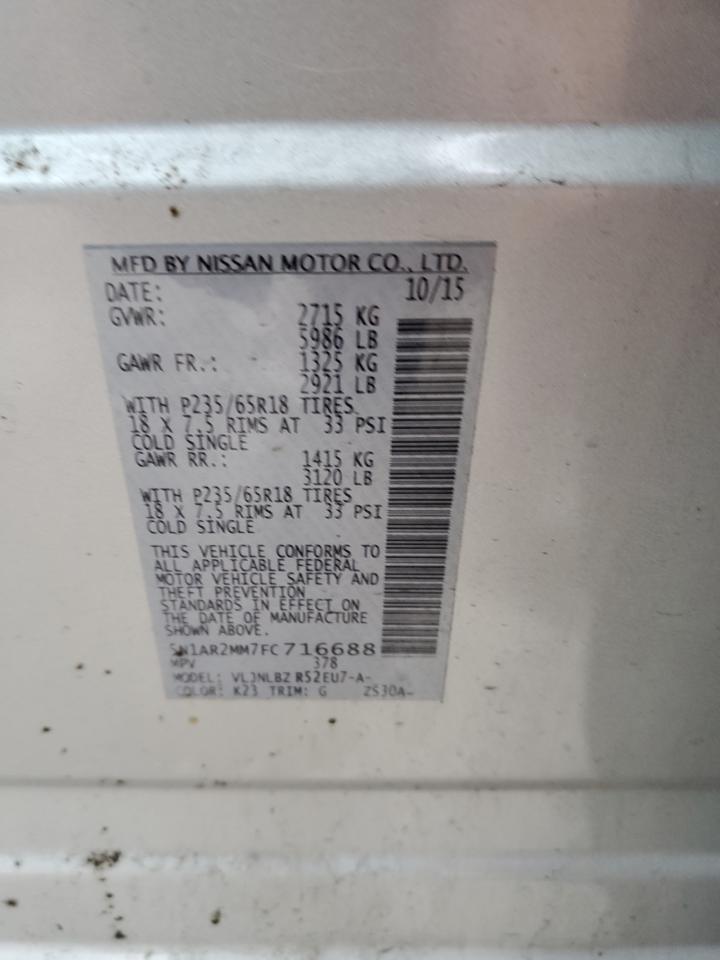 MFD BY NISSAN MOTOR CO., LTD.
DATE: 10/15
GVWR: 2715 KG
5986 LB
GAWR FR.: 1325 KG
2921 LB
WITH P235/65R18 TIRES
18 X 7.5 RIMS AT 33 PSI
COLD SINGLE
GAWR RR.: 1415 KG
3120 LB
WITH P235/65R18 TIRES
18 X 7.5 RIMS AT 33 PSI
COLD SINGLE
THIS VEHICLE CONFORMS TO
ALL APPLICABLE FEDERAL
MOTOR VEHICLE SAFETY AND
THEFT PREVENTION
STANDARDS IN EFFECT ON
THE DATE OF MANUFACTURE
SHOWN ABOVE.
5N1AR2MM7FC716688
MPV 378
MODEL: VLJNLBZ R52EU7-A-
COLOR: K23 TRIM: G ZS30A-